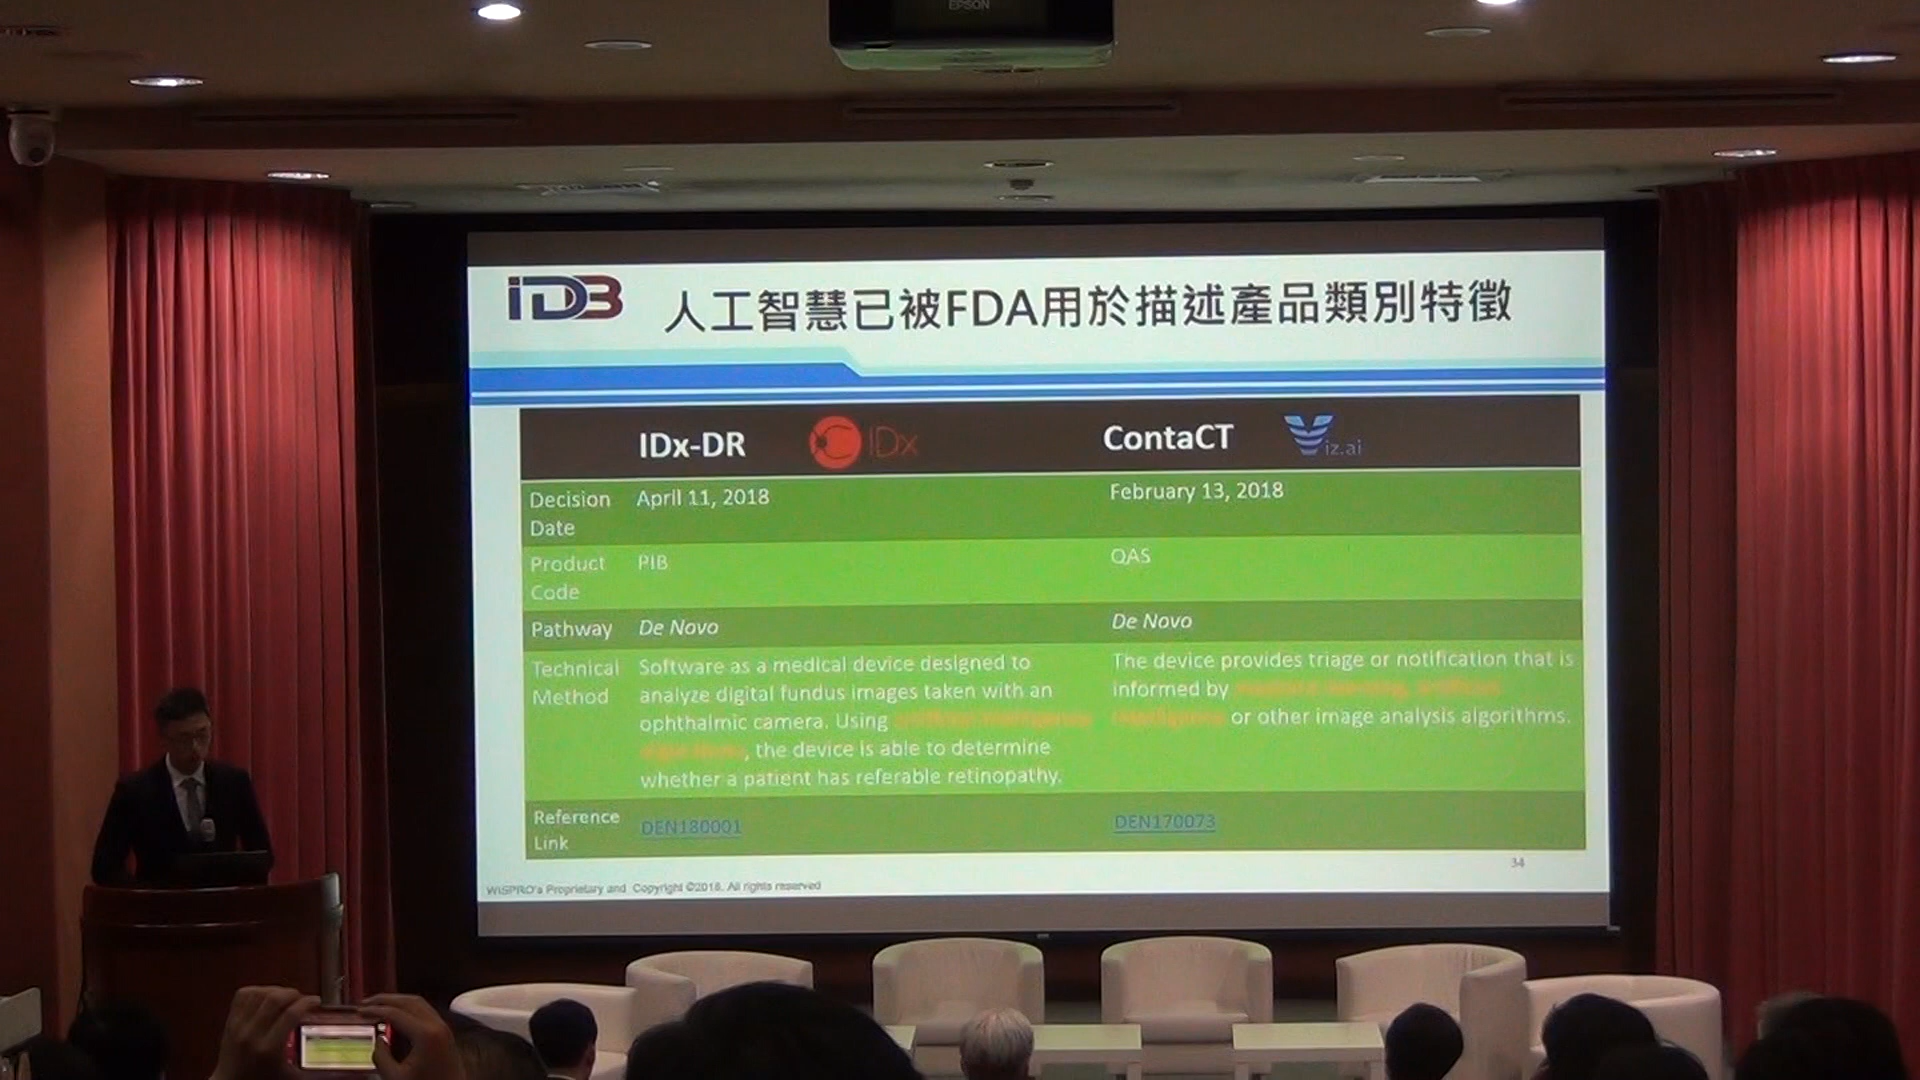 EPSON
iDB
人工智慧已被FDA用於描述產品類別特徵
IDx-DR
IDx
ContaCT
Viz.ai
Decision Date
April 11, 2018
February 13, 2018
Product Code
PIB
QAS
Pathway
De Novo
De Novo
Technical Method
Software as a medical device designed to
analyze digital fundus images taken with an
ophthalmic camera. Using
, the device is able to determine
whether a patient has referable retinopathy.
The device provides triage or notification that is
informed by
or other image analysis algorithms.
Reference Link
DEN180001
DEN170073
34
WISPRO's Proprietary and Copyright ©2018. All rights reserved